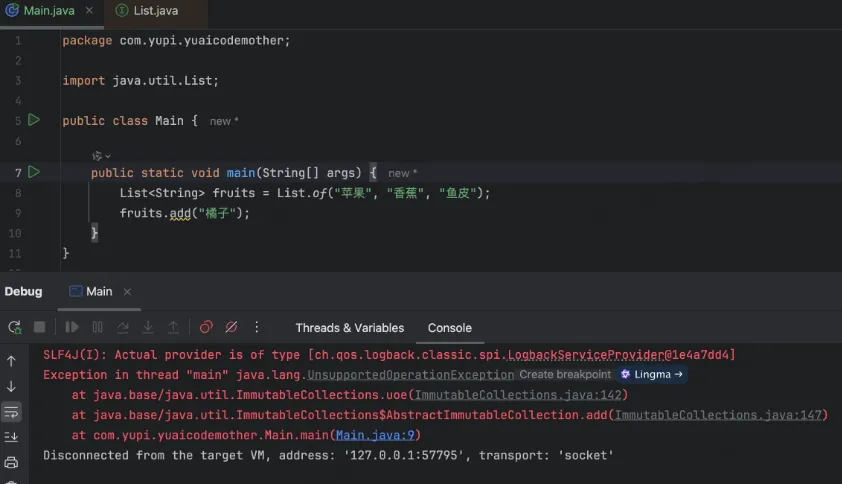 Main.java
List.java
1 package com.yupi.yuaicodemother;
2
3 import java.util.List;
4
5 public class Main { new *
6
7 public static void main(String[] args) { new *
8 List<String> fruits = List.of("苹果", "香蕉", "鱼皮");
9 fruits.add("橘子");
10 }
11 }
Debug Main
Threads & Variables Console
SLF4J(I): Actual provider is of type [ch.qos.logback.classic.spi.LogbackServiceProvider@1e4a7dd4]
Exception in thread "main" java.lang.UnsupportedOperationException Create breakpoint Lingma →
at java.base/java.util.ImmutableCollections.uoe(ImmutableCollections.java:142)
at java.base/java.util.ImmutableCollections$AbstractImmutableCollection.add(ImmutableCollections.java:147)
at com.yupi.yuaicodemother.Main.main(Main.java:9)
Disconnected from the target VM, address: '127.0.0.1:57795', transport: 'socket'